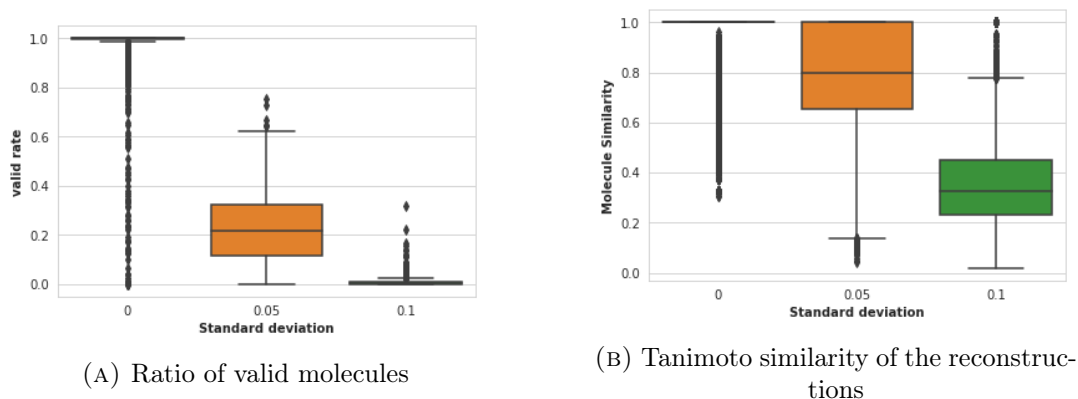 1.0
0.8
0.6
0.4
0.2
0.0
valid rate
0
0.05
0.1
Standard deviation
(A) Ratio of valid molecules
1.0
0.8
0.6
0.4
0.2
0.0
Molecule Similarity
0
0.05
0.1
Standard deviation
(B) Tanimoto similarity of the reconstruc-
tions